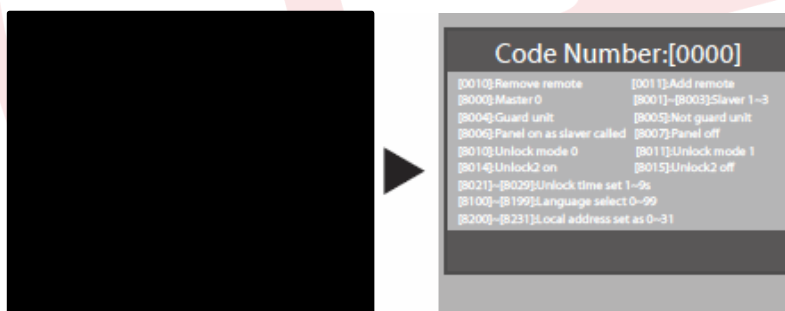 Code Number:[0000]
[0010]:Remove remote [0011]:Add remote
[8000]:Master 0 [8001]~[8003]:Slaver 1~3
[8004]:Guard unit [8005]:Not guard unit
[8006]:Panel on as slaver called [8007]:Panel off
[8010]:Unlock mode 0 [8011]:Unlock mode 1
[8014]:Unlock2 on [8015]:Unlock2 off
[8021]~[8029]:Unlock time set 1~9s
[8100]~[8199]:Language select 0~99
[8200]~[8231]:Local address set as 0~31